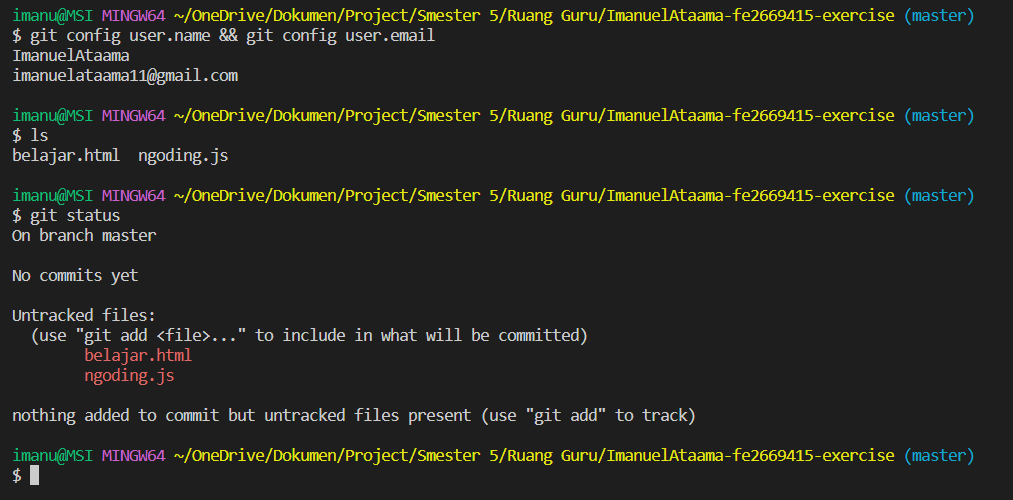 imanu@MSI MINGW64 ~/OneDrive/Dokumen/Project/Smester 5/Ruang Guru/ImanuelAtaama-fe2669415-exercise (master)
$ git config user.name && git config user.email
ImanuelAtaama
imanuelataama11@gmail.com
imanu@MSI MINGW64 ~/OneDrive/Dokumen/Project/Smester 5/Ruang Guru/ImanuelAtaama-fe2669415-exercise (master)
$ ls
belajar.html  ngoding.js
imanu@MSI MINGW64 ~/OneDrive/Dokumen/Project/Smester 5/Ruang Guru/ImanuelAtaama-fe2669415-exercise (master)
$ git status
On branch master
No commits yet
Untracked files:
  (use "git add <file>..." to include in what will be committed)
        belajar.html
        ngoding.js
nothing added to commit but untracked files present (use "git add" to track)
imanu@MSI MINGW64 ~/OneDrive/Dokumen/Project/Smester 5/Ruang Guru/ImanuelAtaama-fe2669415-exercise (master)
$